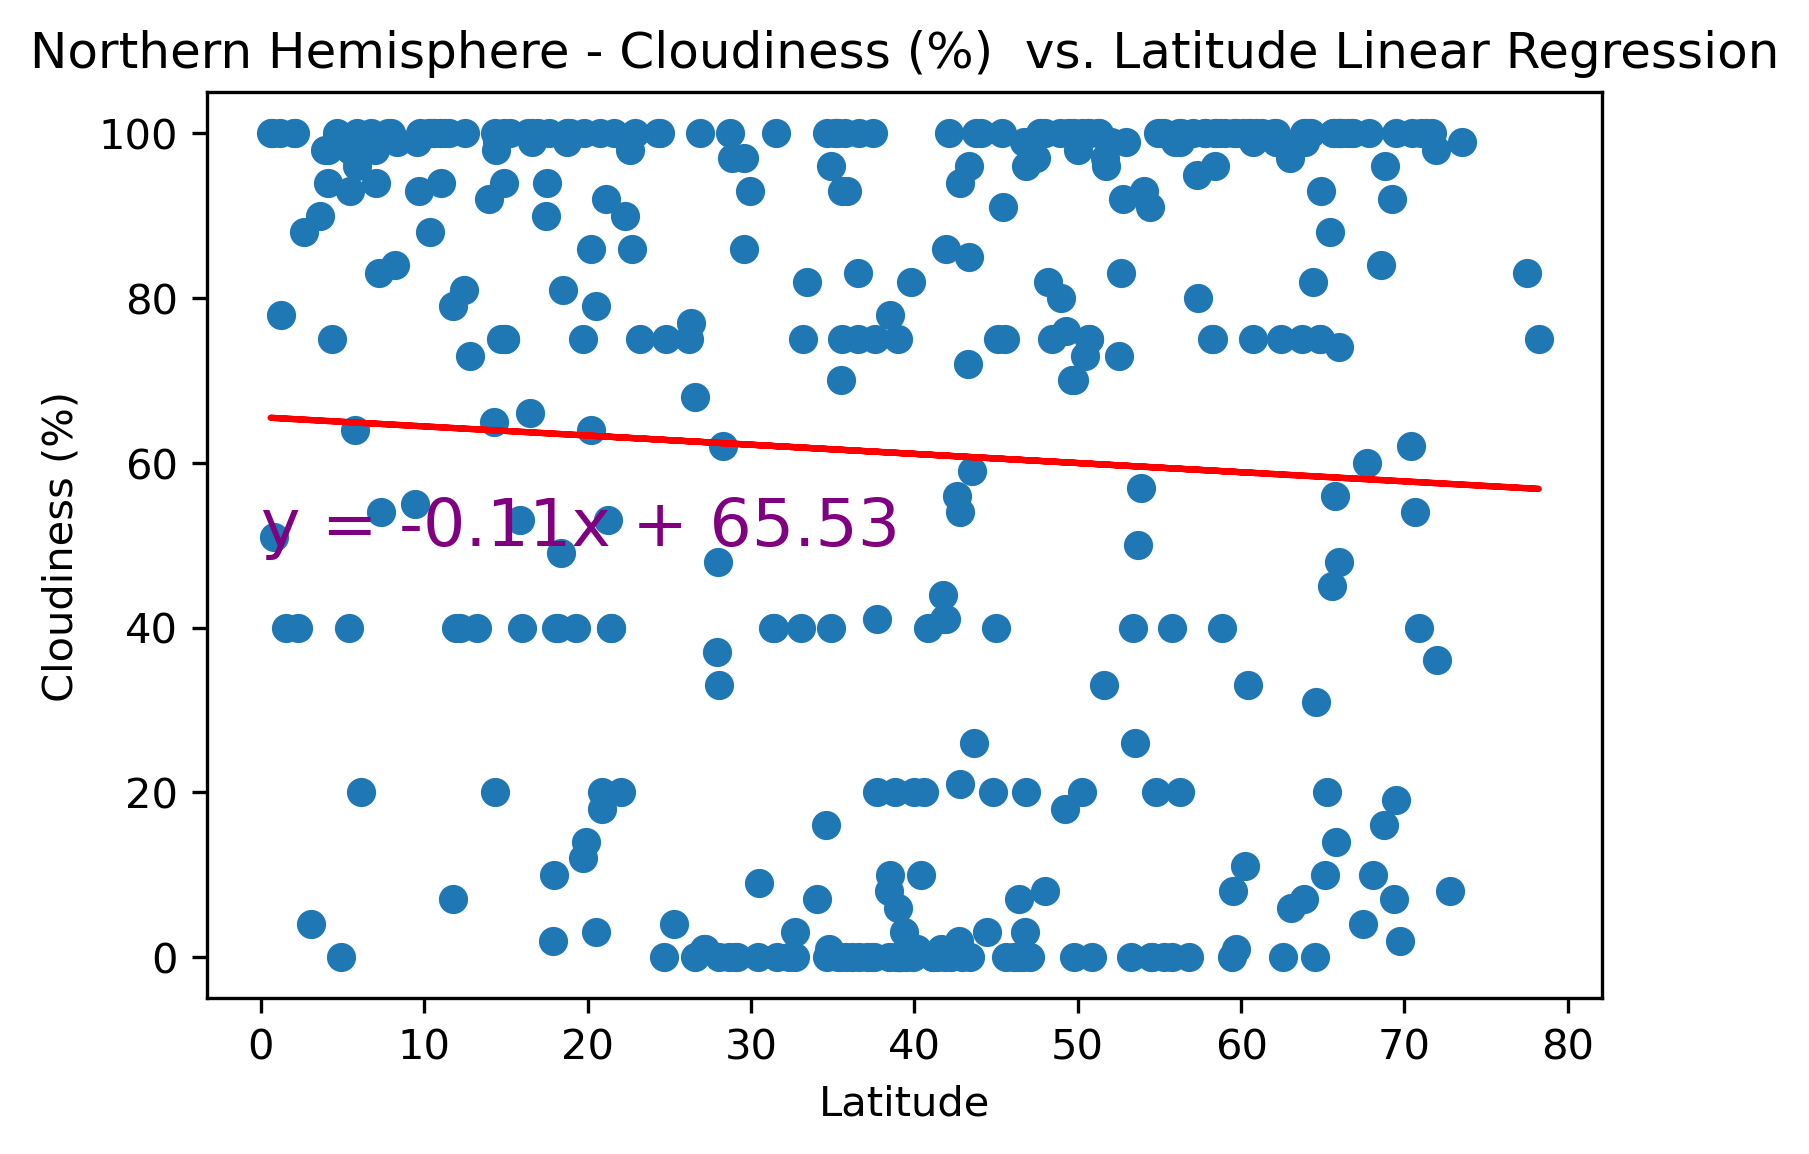 Northern Hemisphere - Cloudiness (%)  vs. Latitude Linear Regression
100
80
60
40
20
0
Cloudiness (%)
y = -0.11x + 65.53
0 10 20 30 40 50 60 70 80
Latitude